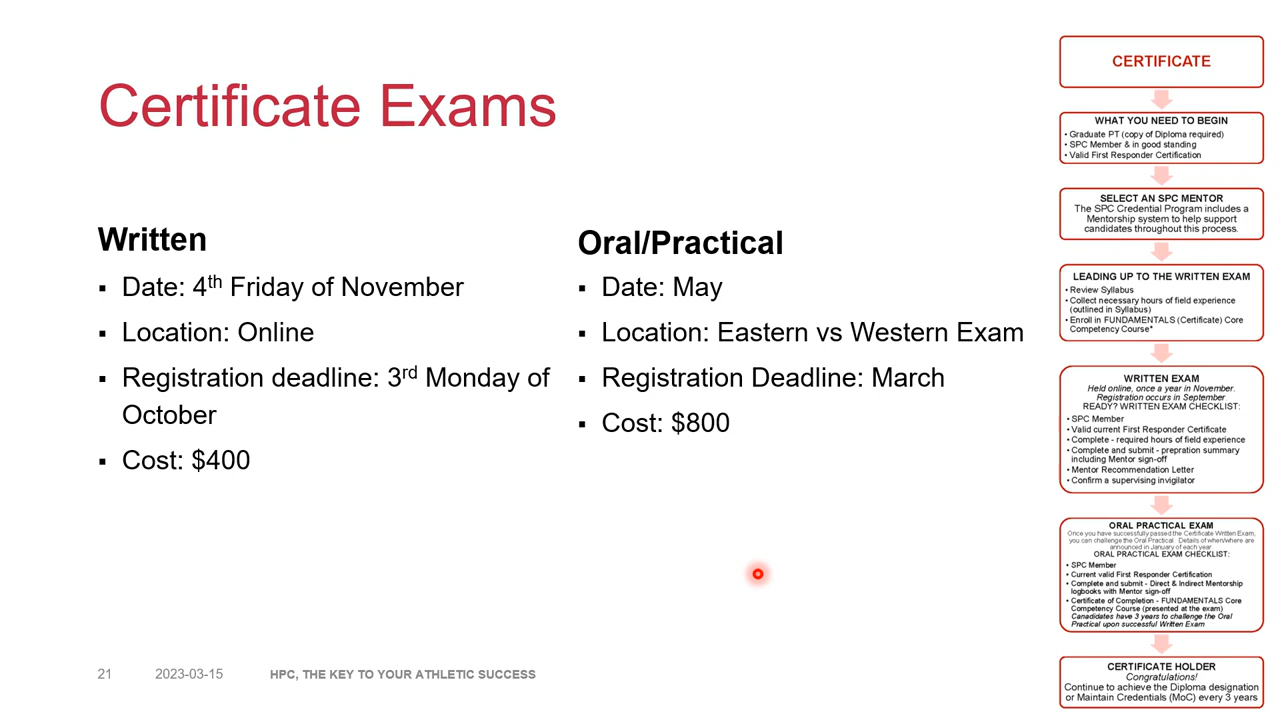 Certificate Exams
Written
▪ Date: 4th Friday of November
▪ Location: Online
▪ Registration deadline: 3rd Monday of
October
▪ Cost: $400
Oral/Practical
▪ Date: May
▪ Location: Eastern vs Western Exam
▪ Registration Deadline: March
▪ Cost: $800
CERTIFICATE
WHAT YOU NEED TO BEGIN
• Graduate PT (copy of Diploma required)
• SPC Member & in good standing
• Valid First Responder Certification
SELECT AN SPC MENTOR
The SPC Credential Program includes a
Mentorship system to help support
candidates throughout this process.
LEADING UP TO THE WRITTEN EXAM
• Review Syllabus
• Collect necessary hours of field experience
(outlined in Syllabus)
• Enroll in FUNDAMENTALS (Certificate) Core
Competency Course*
WRITTEN EXAM
Held online, once a year in November.
Registration occurs in September
READY? WRITTEN EXAM CHECKLIST:
• SPC Member
• Valid current First Responder Certificate
• Complete - required hours of field experience
• Complete and submit - prepration summary
including Mentor sign-off
• Mentor Recommendation Letter
• Confirm a supervising invigilator
ORAL PRACTICAL EXAM
Once you have successfully passed the Certificate Written Exam,
you can challenge the Oral Practical. Details of when/where are
announced in January of each year.
ORAL PRACTICAL EXAM CHECKLIST:
• SPC Member
• Current valid First Responder Certification
• Complete and submit - Direct & Indirect Mentorship
logbooks with Mentor sign-off
• Certificate of Completion - FUNDAMENTALS Core
Competency Course (presented at the exam)
Canadidates have 3 years to challenge the Oral
Practical upon successful Written Exam
CERTIFICATE HOLDER
Congratulations!
Continue to achieve the Diploma designation
or Maintain Credentials (MoC) every 3 years
21 2023-03-15 HPC, THE KEY TO YOUR ATHLETIC SUCCESS